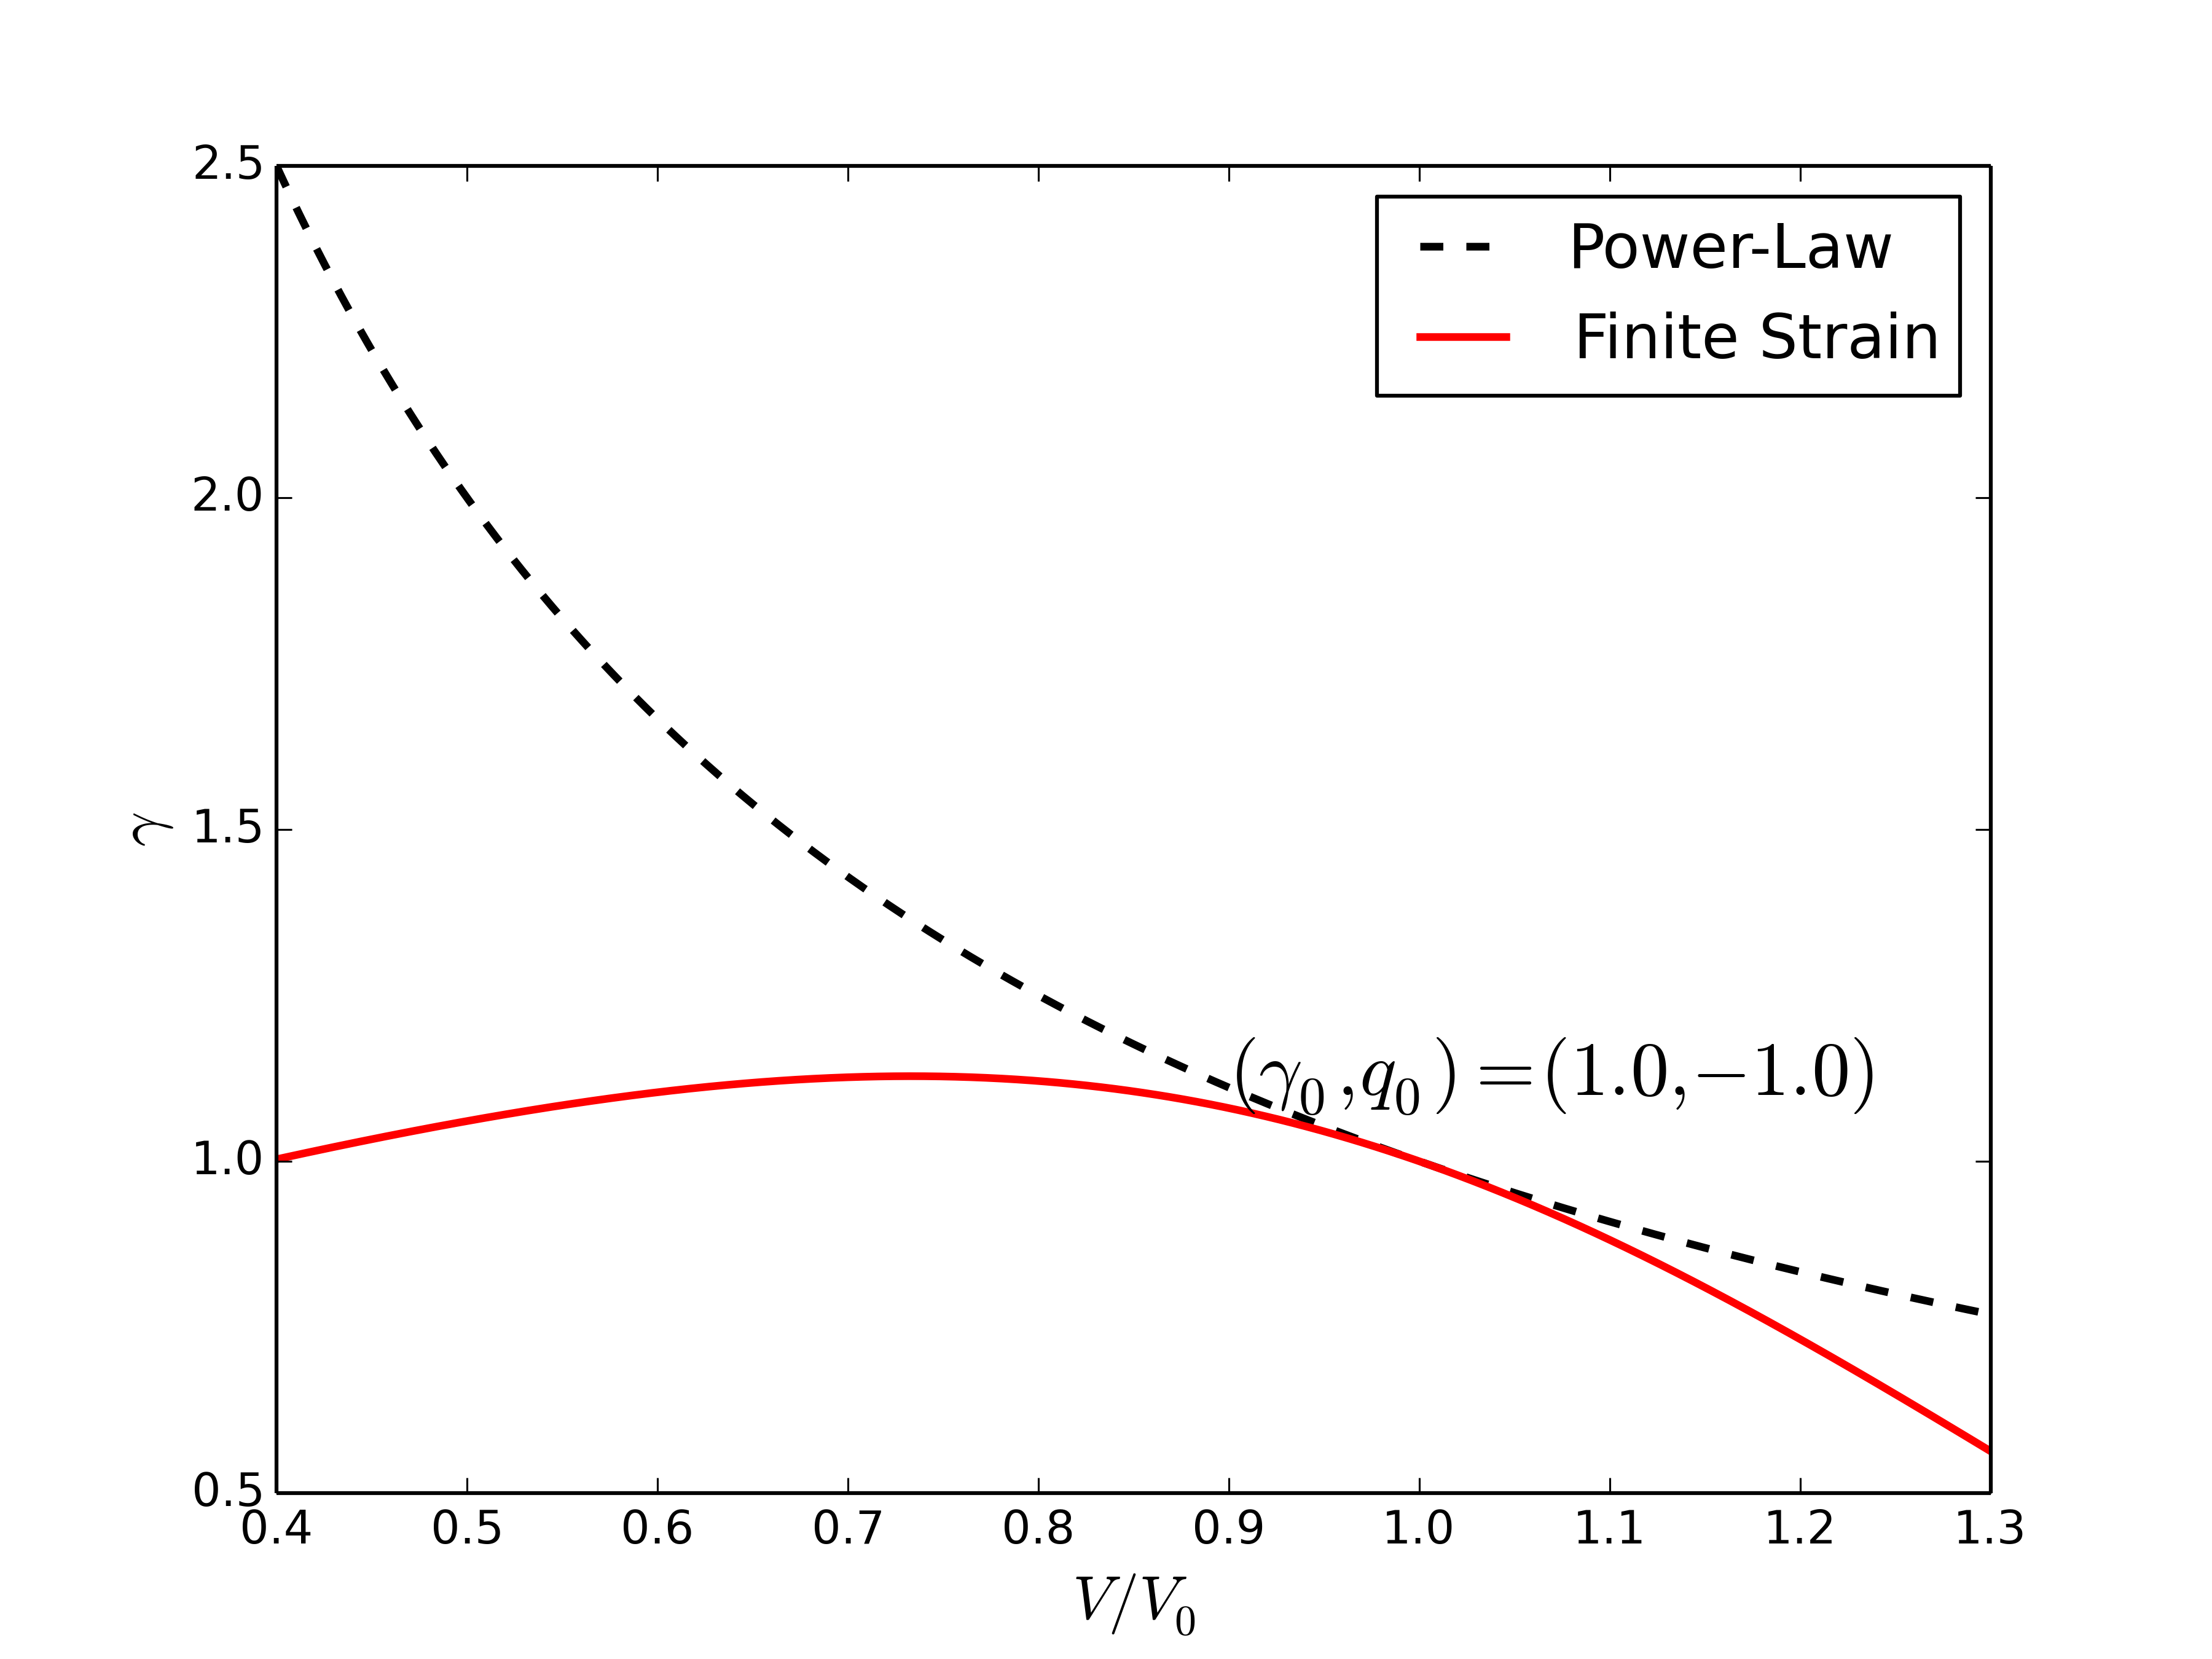 2.5
Power-Law
Finite Strain
2.0
γ
1.5
(γ₀, q₀) = (1.0, −1.0)
1.0
0.5
0.4 0.5 0.6 0.7 0.8 0.9 1.0 1.1 1.2 1.3
V/V₀